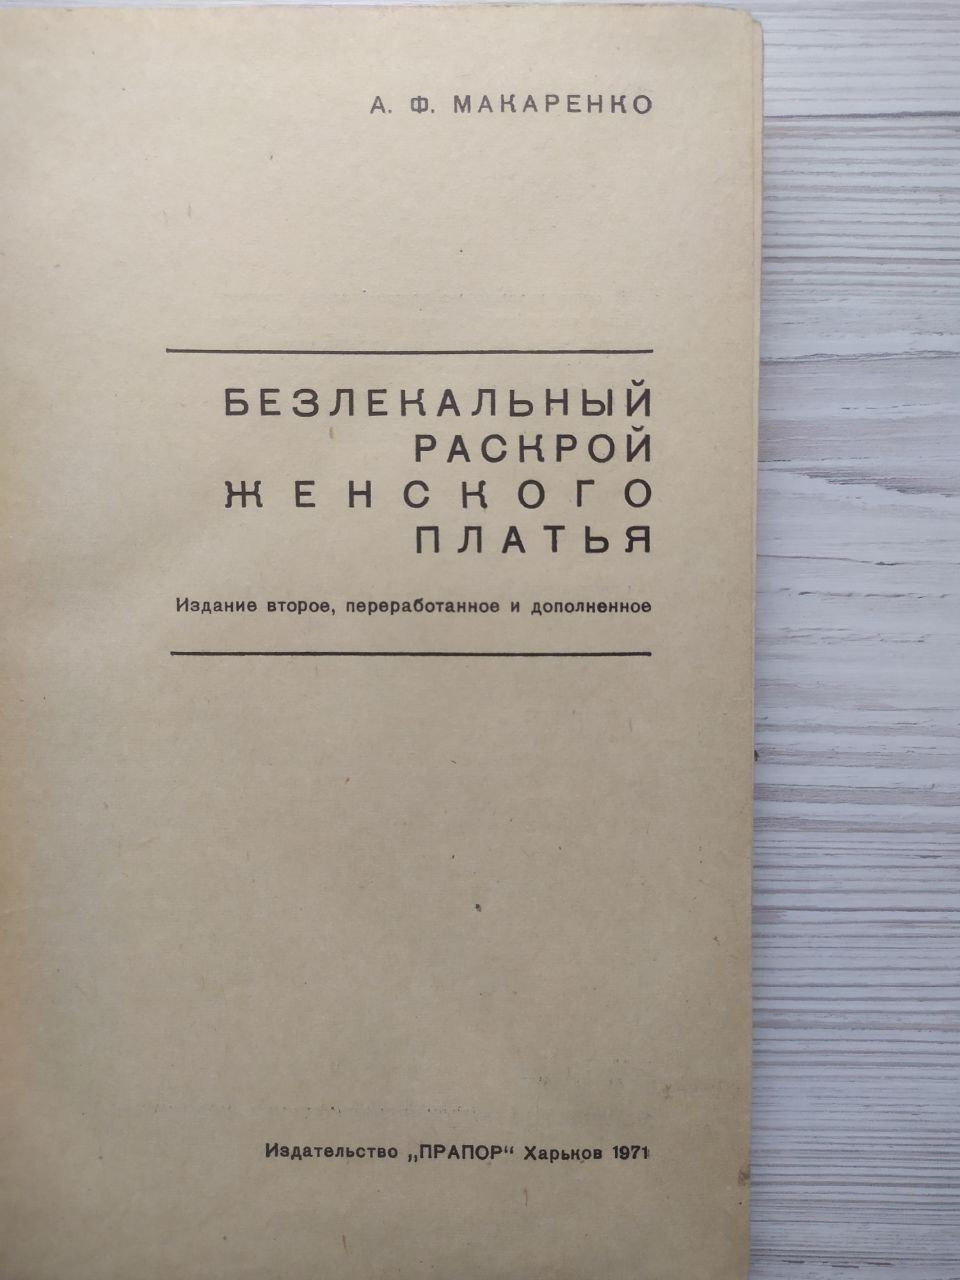 А. Ф. МАКАРЕНКО
БЕЗЛЕКАЛЬНЫЙ
РАСКРОЙ
ЖЕНСКОГО
ПЛАТЬЯ
Издание второе, переработанное и дополненное
Издательство „ПРАПОР“ Харьков 1971